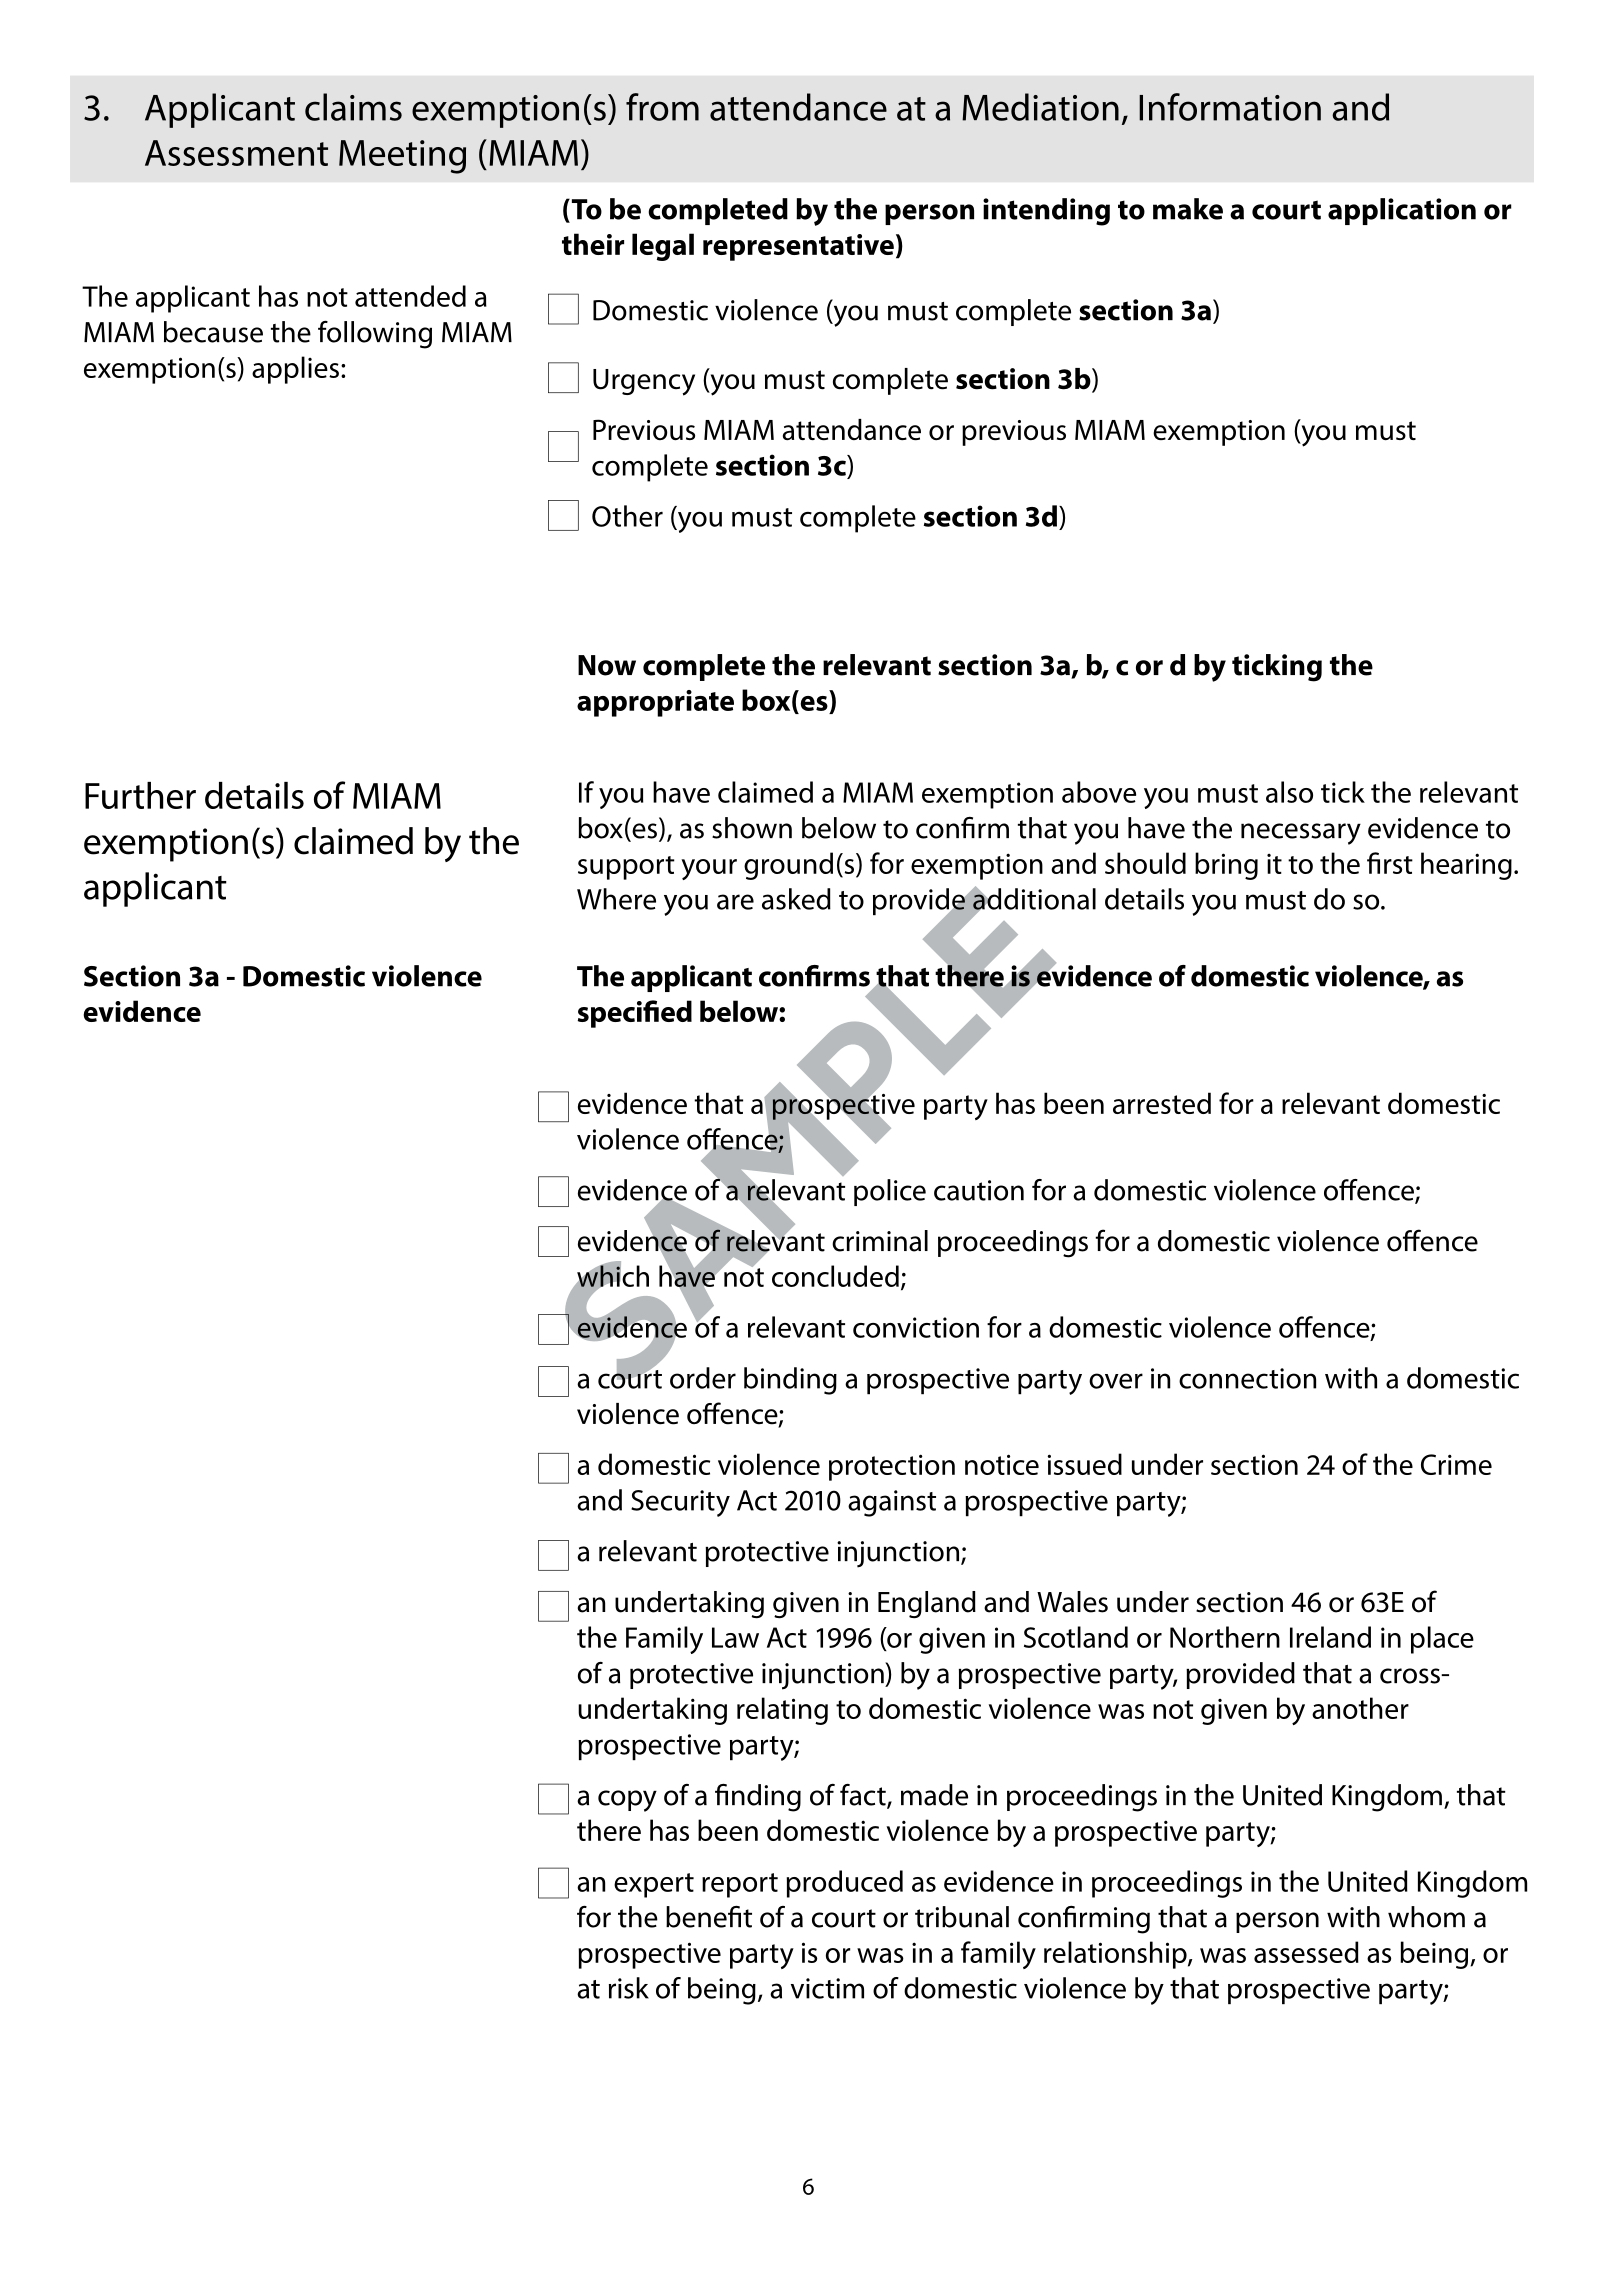 3. Applicant claims exemption(s) from attendance at a Mediation, Information and
Assessment Meeting (MIAM)
(To be completed by the person intending to make a court application or
their legal representative)
The applicant has not attended a
MIAM because the following MIAM
exemption(s) applies:
Domestic violence (you must complete section 3a)
Urgency (you must complete section 3b)
Previous MIAM attendance or previous MIAM exemption (you must
complete section 3c)
Other (you must complete section 3d)
Now complete the relevant section 3a, b, c or d by ticking the
appropriate box(es)
Further details of MIAM
exemption(s) claimed by the
applicant
If you have claimed a MIAM exemption above you must also tick the relevant
box(es), as shown below to confirm that you have the necessary evidence to
support your ground(s) for exemption and should bring it to the first hearing.
Where you are asked to provide additional details you must do so.
Section 3a - Domestic violence
evidence
The applicant confirms that there is evidence of domestic violence, as
specified below:
evidence that a prospective party has been arrested for a relevant domestic
violence offence;
evidence of a relevant police caution for a domestic violence offence;
evidence of relevant criminal proceedings for a domestic violence offence
which have not concluded;
evidence of a relevant conviction for a domestic violence offence;
a court order binding a prospective party over in connection with a domestic
violence offence;
a domestic violence protection notice issued under section 24 of the Crime
and Security Act 2010 against a prospective party;
a relevant protective injunction;
an undertaking given in England and Wales under section 46 or 63E of
the Family Law Act 1996 (or given in Scotland or Northern Ireland in place
of a protective injunction) by a prospective party, provided that a cross-
undertaking relating to domestic violence was not given by another
prospective party;
a copy of a finding of fact, made in proceedings in the United Kingdom, that
there has been domestic violence by a prospective party;
an expert report produced as evidence in proceedings in the United Kingdom
for the benefit of a court or tribunal confirming that a person with whom a
prospective party is or was in a family relationship, was assessed as being, or
at risk of being, a victim of domestic violence by that prospective party;
SAMPLE
6